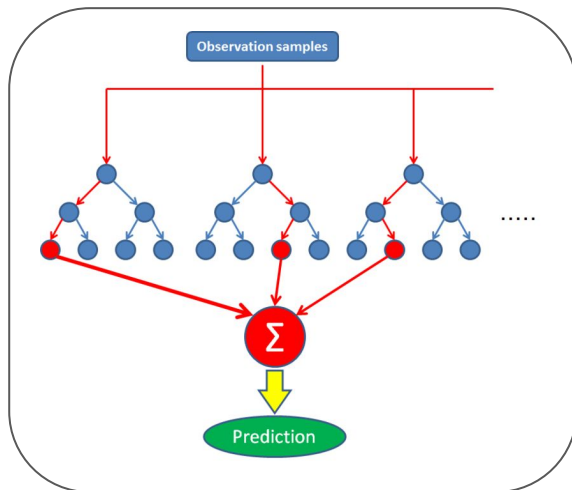 Observation samples
.....
Σ
Prediction